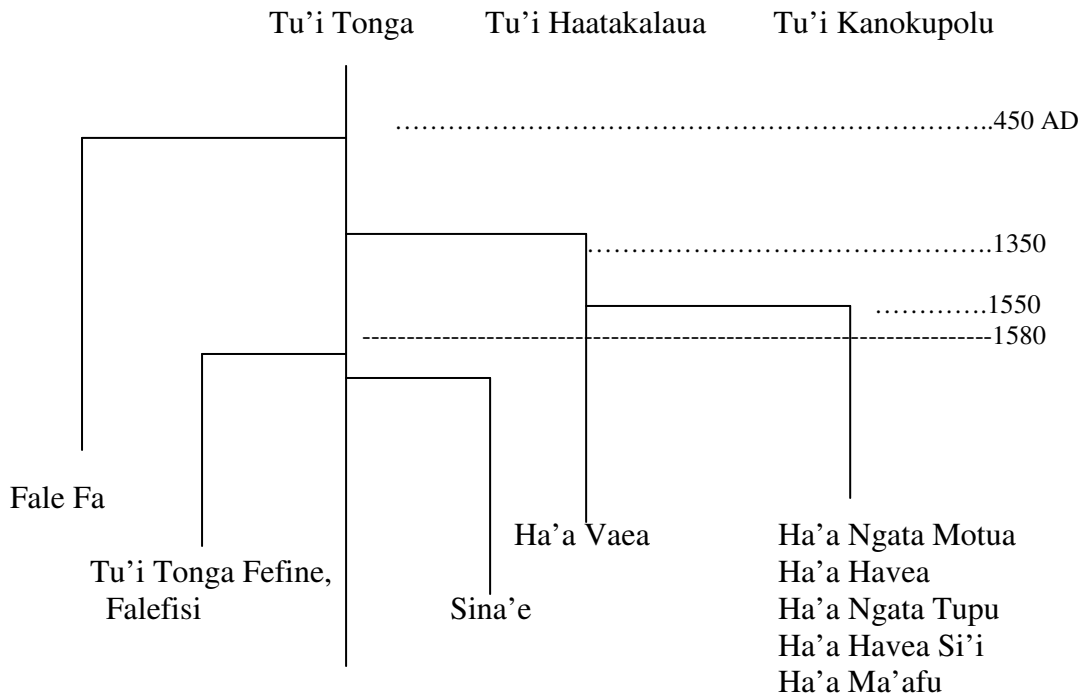 Tu’i Tonga Tu’i Haatakalaua Tu’i Kanokupolu
…………………………………………………………..450 AD
……………………………………….1350
………….1550
--------------------------------------------------------------------------1580
Fale Fa
Ha’a Vaea Ha’a Ngata Motua
Tu’i Tonga Fefine, Ha’a Havea
Falefisi Sina’e Ha’a Ngata Tupu
Ha’a Havea Si’i
Ha’a Ma’afu